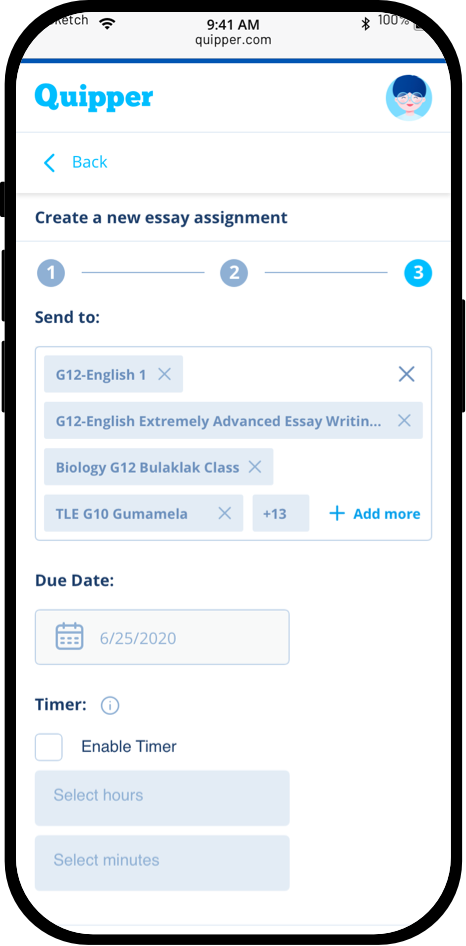 9:41 AM
100%
quipper.com
Quipper
Back
Create a new essay assignment
1 2 3
Send to:
G12-English 1
G12-English Extremely Advanced Essay Writin...
Biology G12 Bulaklak Class
TLE G10 Gumamela +13 Add more
Due Date:
6/25/2020
Timer:
Enable Timer
Select hours
Select minutes